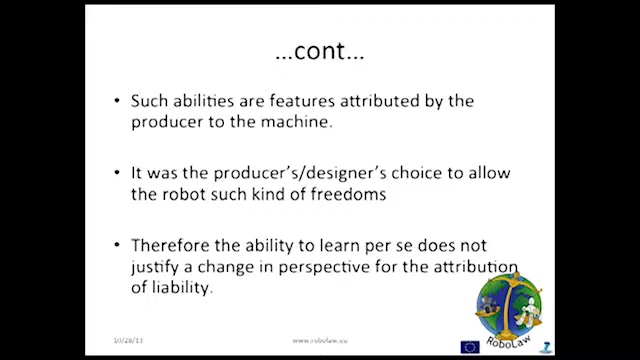 ...cont...
• Such abilities are features attributed by the
producer to the machine.
• It was the producer's/designer's choice to allow
the robot such kind of freedoms
• Therefore the ability to learn per se does not
justify a change in perspective for the attribution
of liability.
10/28/13
www.robolaw.eu
RoboLaw